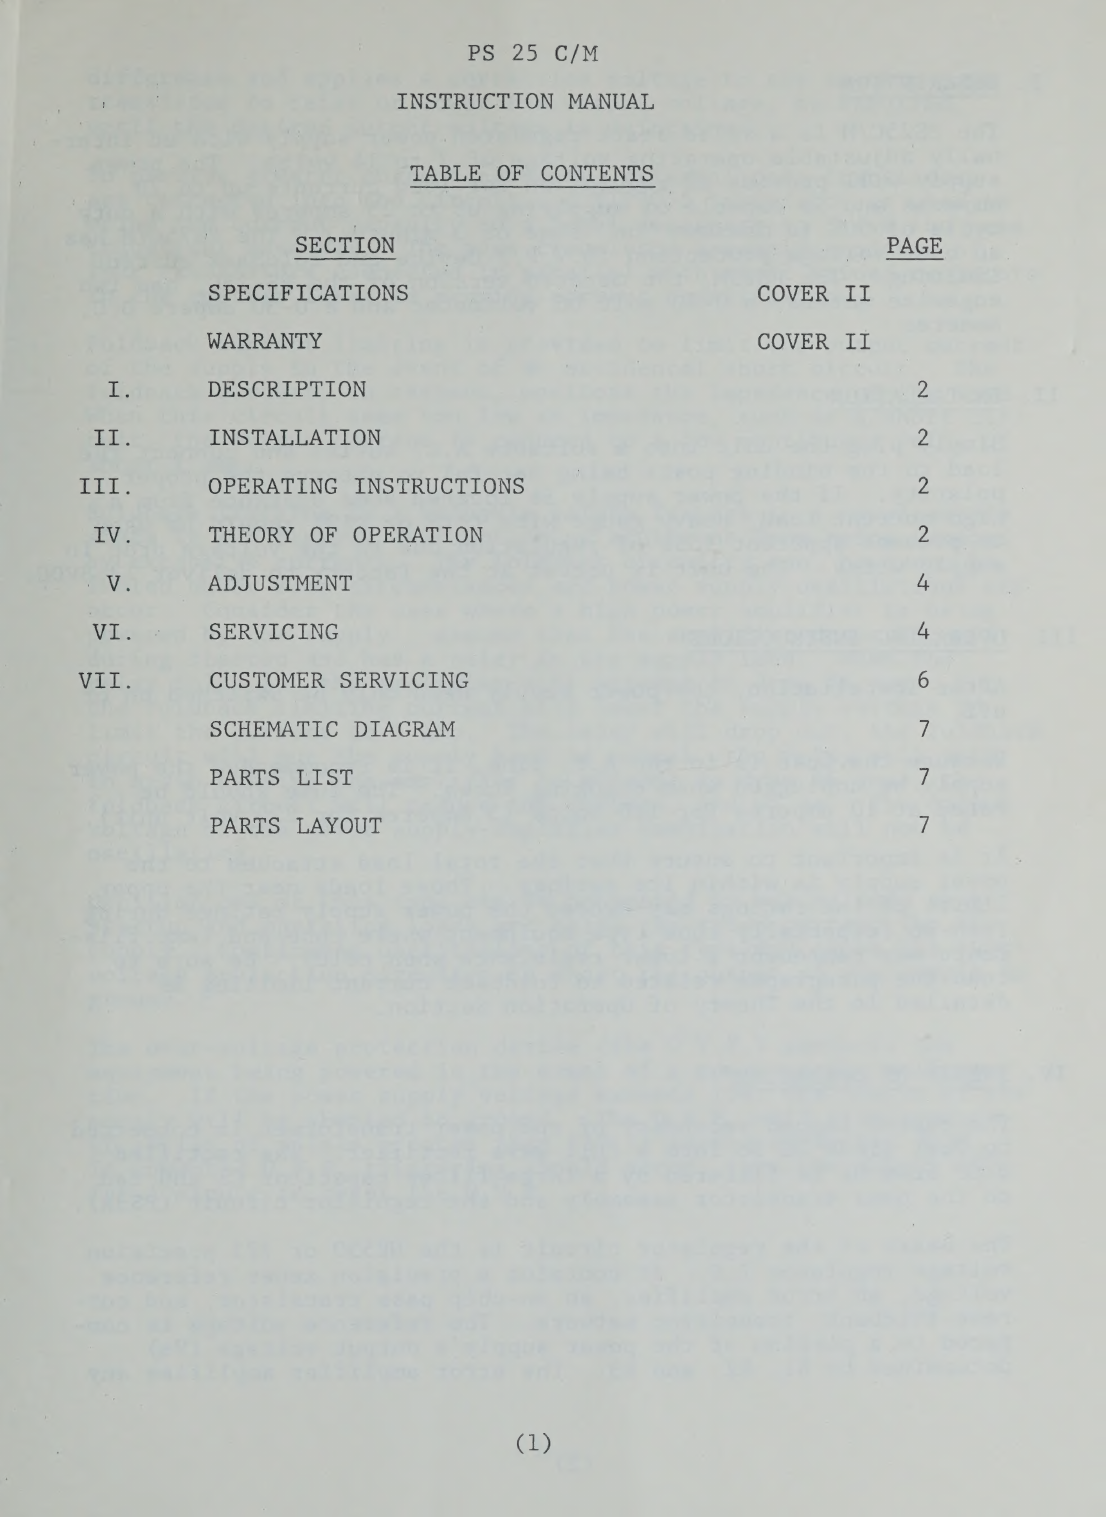 PS 25 C/M
INSTRUCTION MANUAL
TABLE OF CONTENTS
SECTION PAGE
SPECIFICATIONS COVER II
WARRANTY COVER II
I. DESCRIPTION 2
II. INSTALLATION 2
III. OPERATING INSTRUCTIONS 2
IV. THEORY OF OPERATION 2
V. ADJUSTMENT 4
VI. SERVICING 4
VII. CUSTOMER SERVICING 6
SCHEMATIC DIAGRAM 7
PARTS LIST 7
PARTS LAYOUT 7
(1)